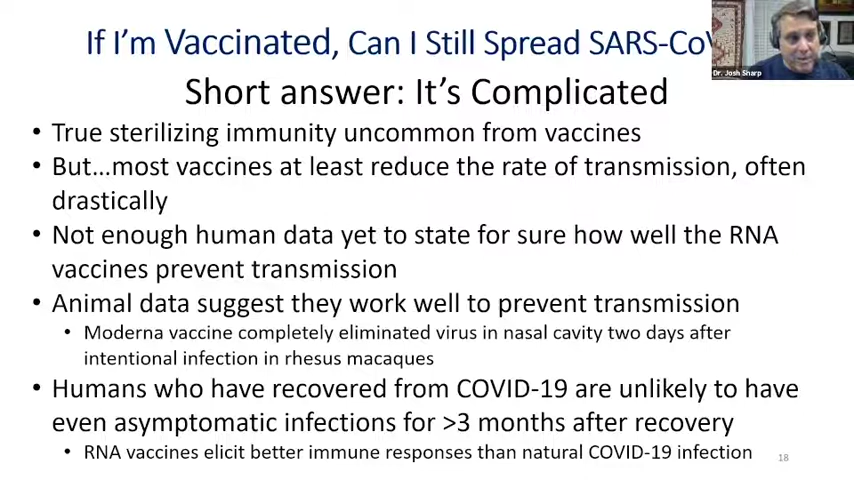 If I'm Vaccinated, Can I Still Spread SARS-CoV
Dr. Josh Sharp
Short answer: It's Complicated
• True sterilizing immunity uncommon from vaccines
• But...most vaccines at least reduce the rate of transmission, often
drastically
• Not enough human data yet to state for sure how well the RNA
vaccines prevent transmission
• Animal data suggest they work well to prevent transmission
• Moderna vaccine completely eliminated virus in nasal cavity two days after
intentional infection in rhesus macaques
• Humans who have recovered from COVID-19 are unlikely to have
even asymptomatic infections for >3 months after recovery
• RNA vaccines elicit better immune responses than natural COVID-19 infection
18